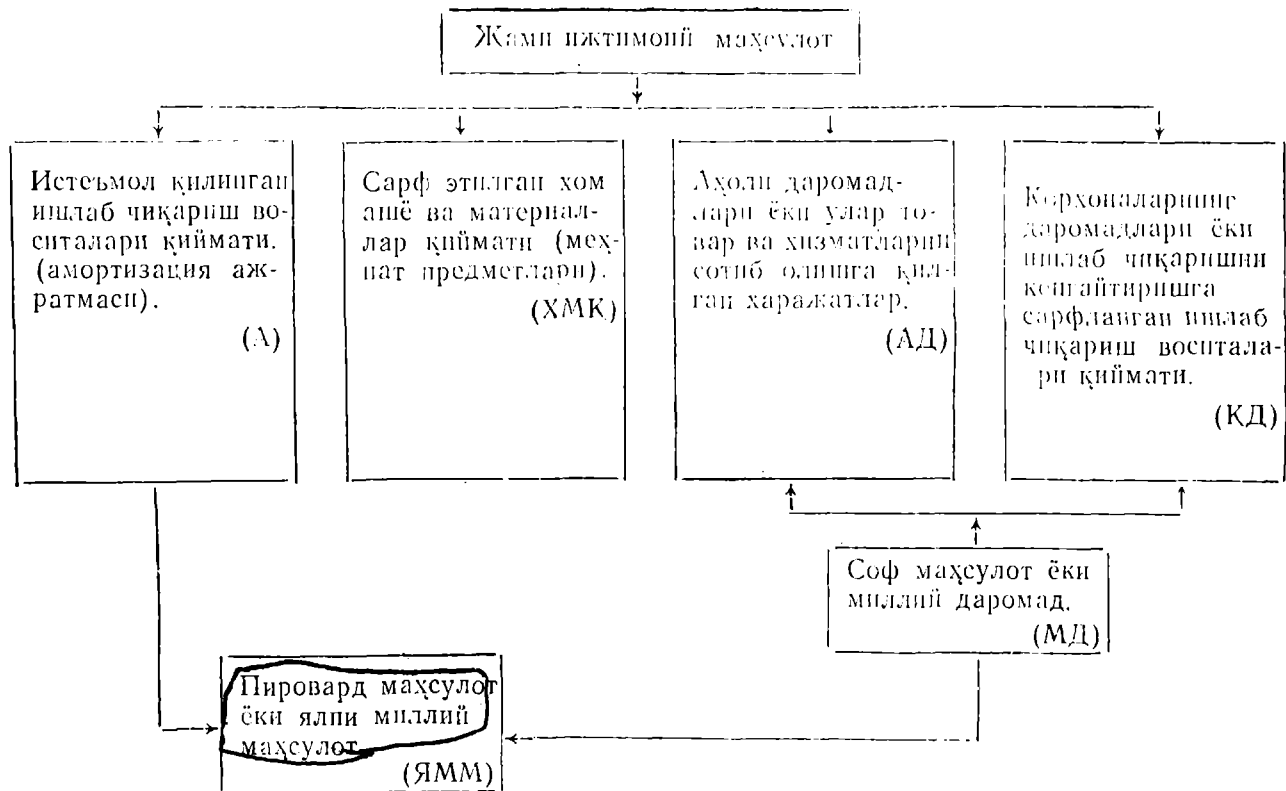 Жами ижтимоий маҳсулот
Истеъмол қилинган
ишлаб чиқариш во-
ситалари қиймати.
(амортизация аж-
ратмаси).
(А)
Сарф этилган хом
ашё ва материал-
лар қиймати (меҳ-
нат предметлари).
(ХМК)
Аҳоли даромад-
лари ёки улар то-
вар ва хизматларни
сотиб олишга қил-
ган харажатлар.
(АД)
Корхоналарнинг
даромадлари ёки
ишлаб чиқаришни
кенгайтиришга
сарфланган ишлаб
чиқариш воситала-
ри қиймати.
(КД)
Соф маҳсулот ёки
миллий даромад.
(МД)
Пировард маҳсулот
ёки ялпи миллий
маҳсулот
(ЯММ)